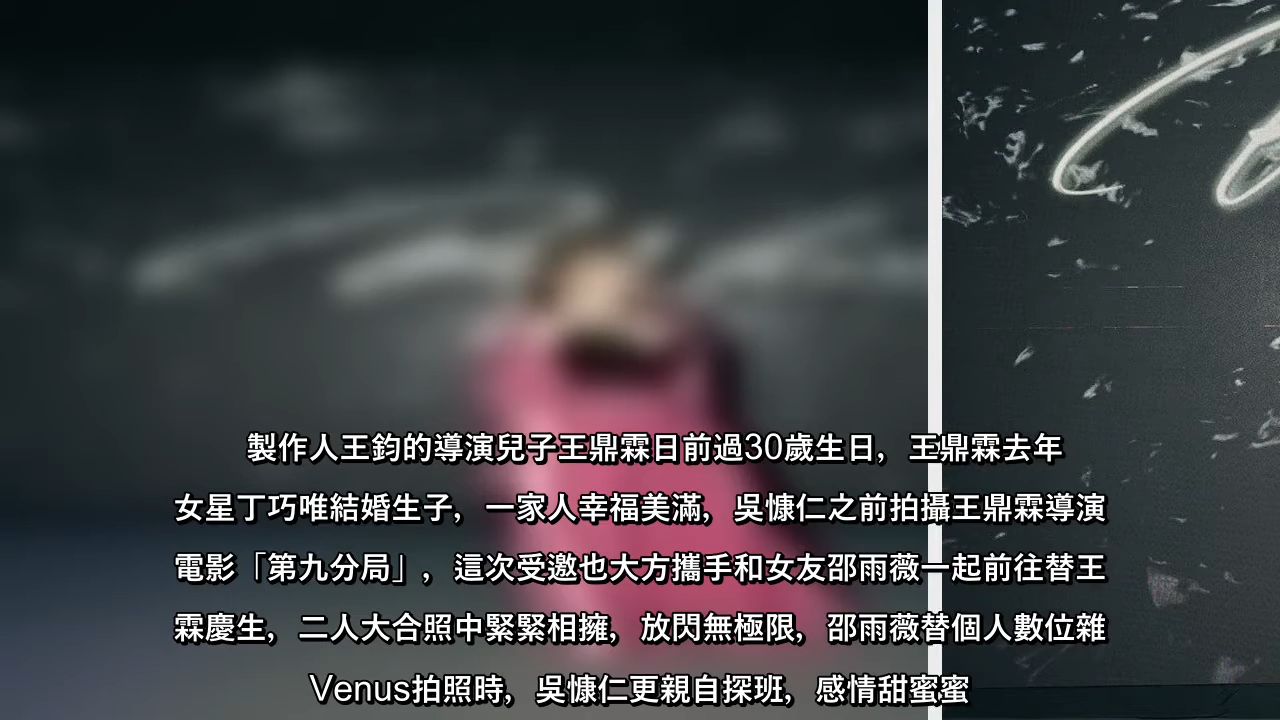 製作人王鈞的導演兒子王鼎霖日前過30歲生日，王鼎霖去年
女星丁巧唯結婚生子，一家人幸福美滿，吳慷仁之前拍攝王鼎霖導演
電影「第九分局」，這次受邀也大方攜手和女友邵雨薇一起前往替王
霖慶生，二人大合照中緊緊相擁，放閃無極限，邵雨薇替個人數位雜
Venus拍照時，吳慷仁更親自探班，感情甜蜜蜜